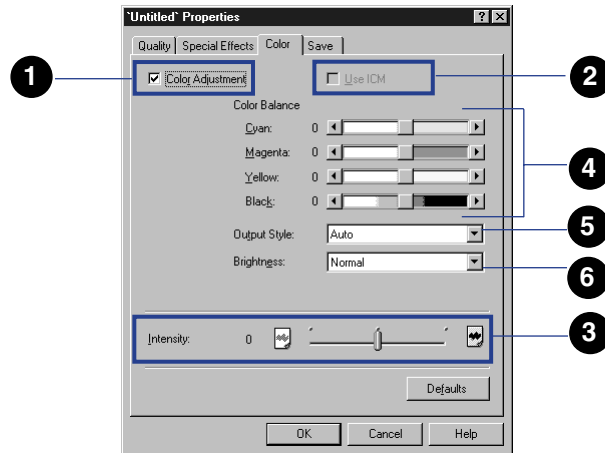 `Untitled` Properties
? X
Quality Special Effects Color Save
1
Color Adjustment
Use ICM
2
Color Balance
Cyan: 0
Magenta: 0
Yellow: 0
Black: 0
4
Output Style: Auto
5
Brightness: Normal
6
Intensity: 0
3
Defaults
OK Cancel Help